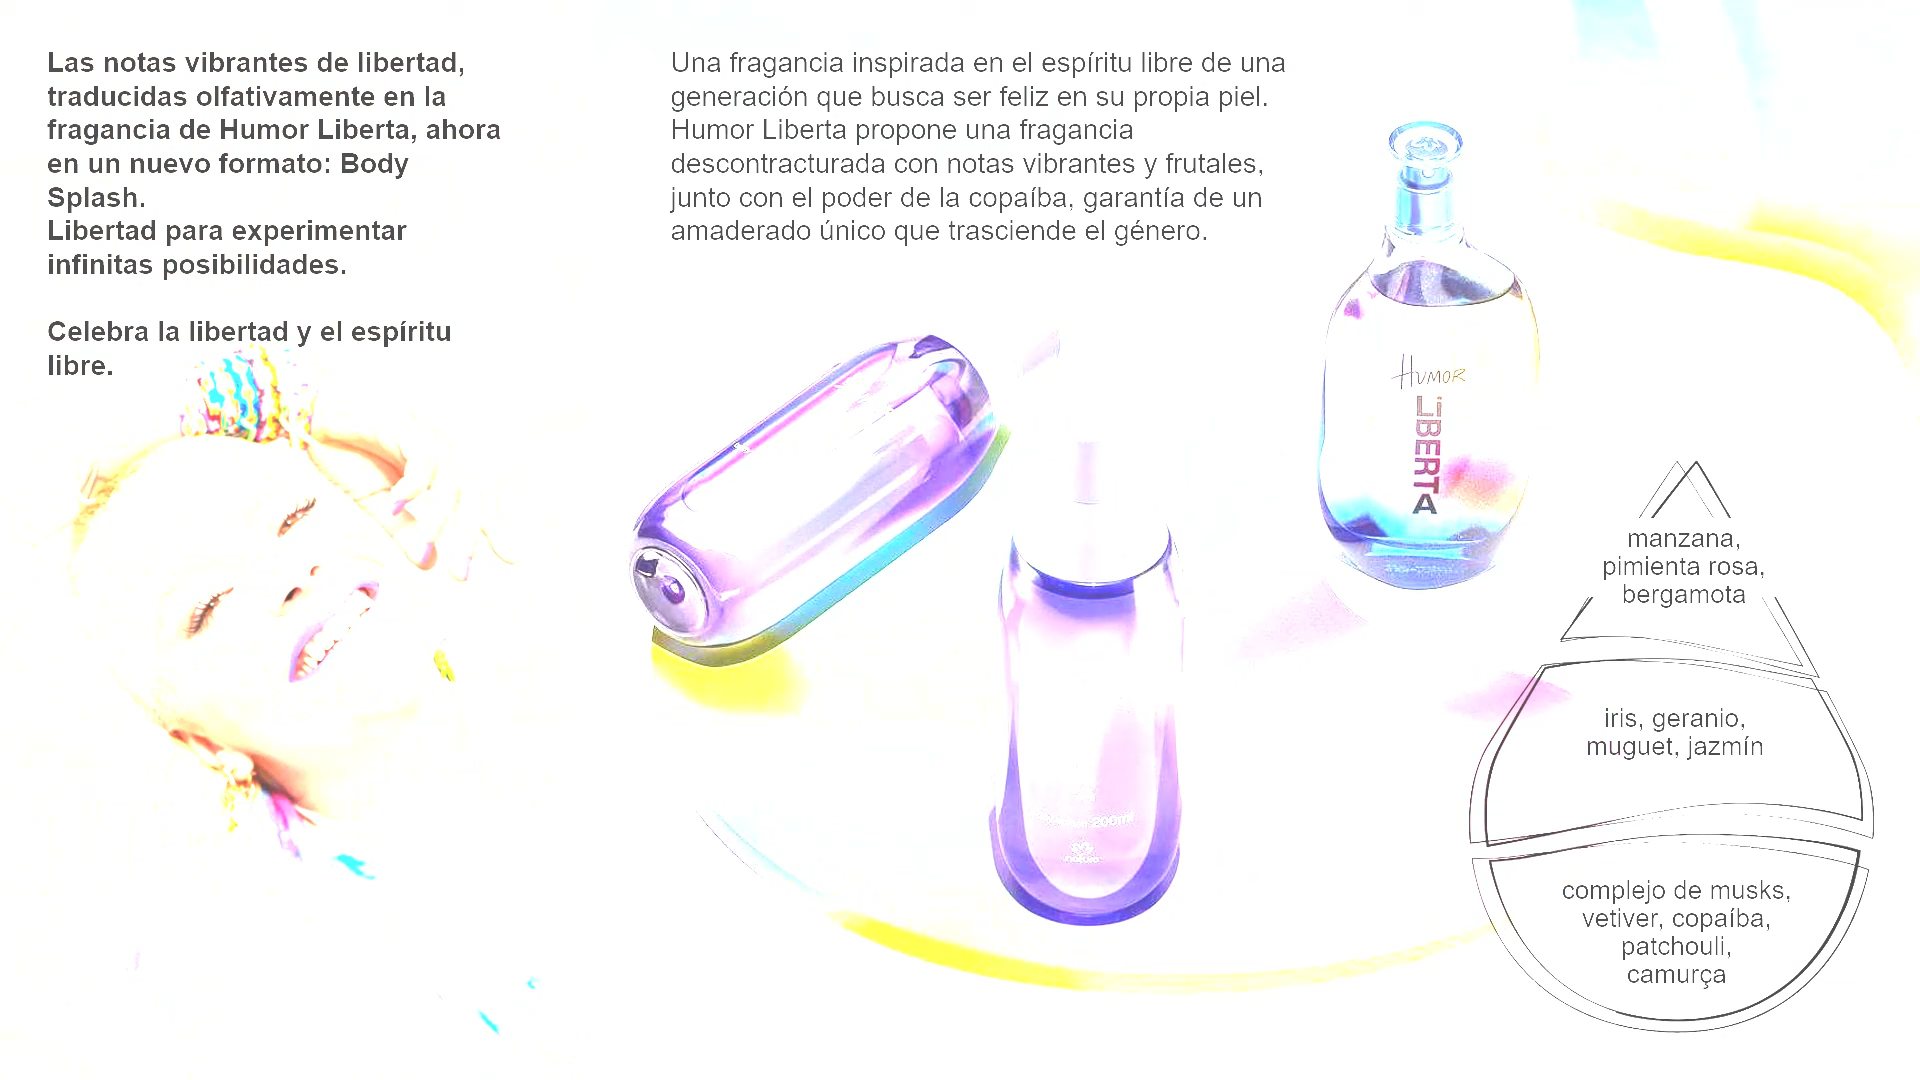 Las notas vibrantes de libertad,
traducidas olfativamente en la
fragancia de Humor Liberta, ahora
en un nuevo formato: Body
Splash.
Libertad para experimentar
infinitas posibilidades.
Celebra la libertad y el espíritu
libre.
Una fragancia inspirada en el espíritu libre de una
generación que busca ser feliz en su propia piel.
Humor Liberta propone una fragancia
descontracturada con notas vibrantes y frutales,
junto con el poder de la copaíba, garantía de un
amaderado único que trasciende el género.
HUMOR
LiBERTA
manzana,
pimienta rosa,
bergamota
iris, geranio,
muguet, jazmín
complejo de musks,
vetiver, copaíba,
patchouli,
camurça
200ml
natura